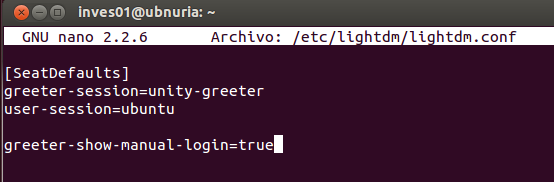 inves01@ubnuria: ~
GNU nano 2.2.6 Archivo: /etc/lightdm/lightdm.conf
[SeatDefaults]
greeter-session=unity-greeter
user-session=ubuntu
greeter-show-manual-login=true